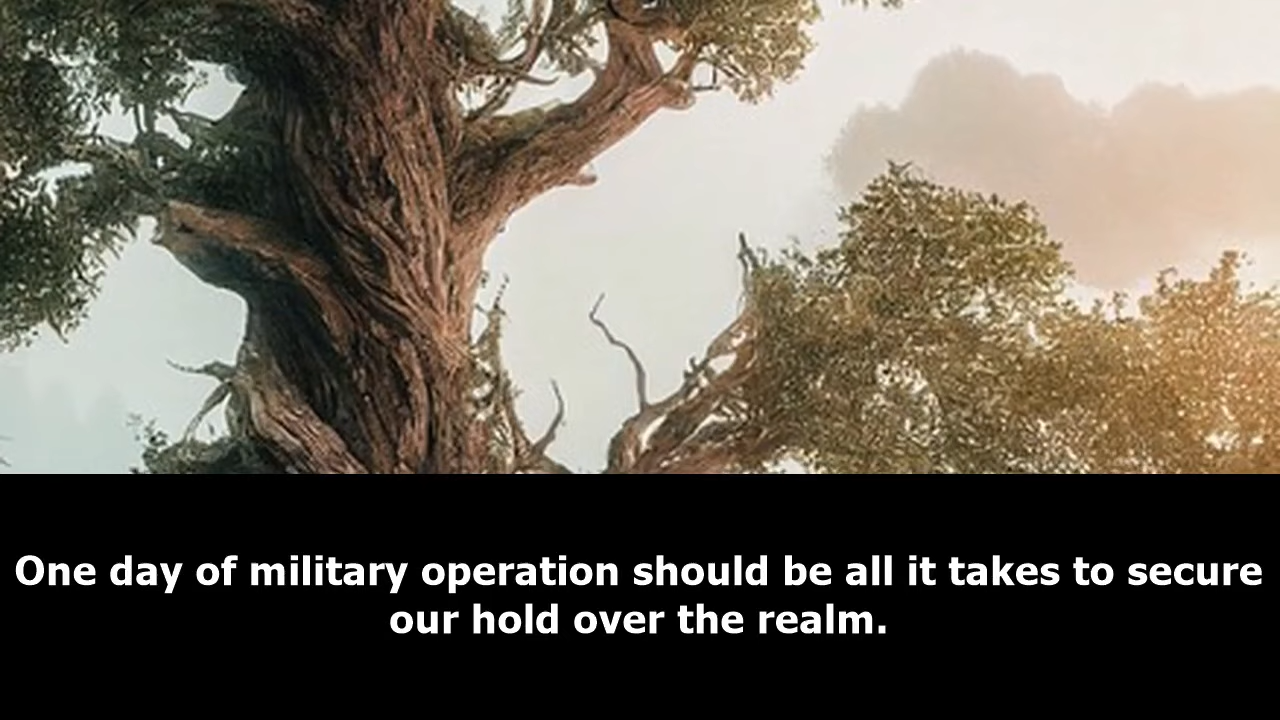 One day of military operation should be all it takes to secure
our hold over the realm.